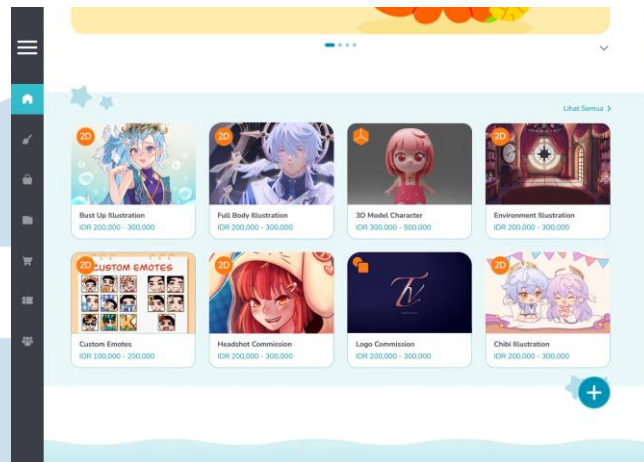 Lihat Semua
2D
Bust Up Illustration
IDR 200,000 - 300,000
2D
Full Body Illustration
IDR 200,000 - 300,000
3D Model Character
IDR 300,000 - 500,000
2D
Environment Illustration
IDR 200,000 - 300,000
2D
CUSTOM EMOTES
Custom Emotes
IDR 100,000 - 200,000
Headshot Commission
IDR 200,000 - 300,000
Logo Commission
IDR 200,000 - 300,000
2D
Chibi Illustration
IDR 200,000 - 300,000